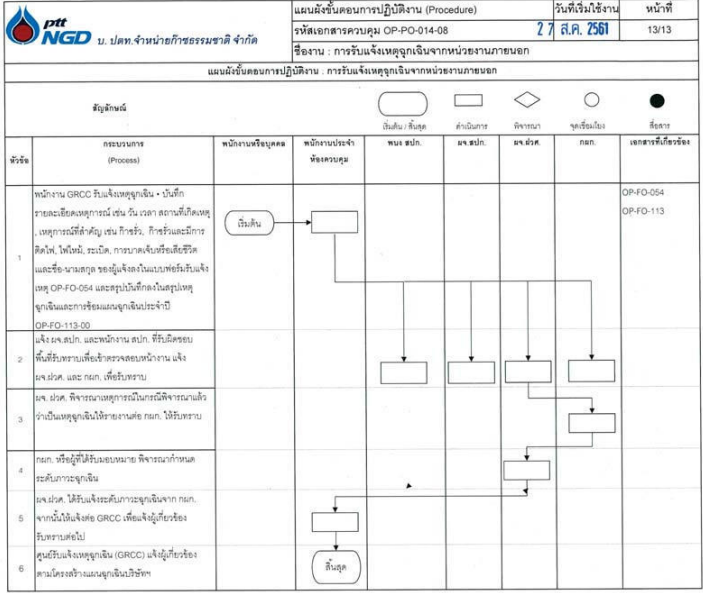 แผนผังขั้นตอนการปฏิบัติงาน (Procedure)
วันที่เริ่มใช้งาน
หน้าที่
ptt
NGD บ. ปตท.จำหน่ายก๊าซธรรมชาติ จำกัด
รหัสเอกสารควบคุม OP-PO-014-08
27 ส.ค. 2561
13/13
ชื่องาน : การรับแจ้งเหตุฉุกเฉินจากหน่วยงานภายนอก
แผนผังขั้นตอนการปฏิบัติงาน : การรับแจ้งเหตุฉุกเฉินจากหน่วยงานภายนอก
สัญลักษณ์
เริ่มต้น / สิ้นสุด
ดำเนินการ
พิจารณา
จุดเชื่อมโยง
สื่อสาร
หัวข้อ
กระบวนการ
(Process)
พนักงานหรือบุคคล
พนักงานประจำ
ห้องควบคุม
พนง สปก.
ผจ.สปก.
ผจ.ฝวศ.
กผก.
เอกสารที่เกี่ยวข้อง
1
พนักงาน GRCC รับแจ้งเหตุฉุกเฉิน - บันทึก
รายละเอียดเหตุการณ์ เช่น วัน เวลา สถานที่เกิดเหตุ
, เหตุการณ์ที่สำคัญ เช่น ก๊าซรั่ว, ก๊าซรั่วและมีการ
ติดไฟ, ไฟไหม้, ระเบิด, การบาดเจ็บหรือเสียชีวิต
และชื่อ-นามสกุล ของผู้แจ้งลงในแบบฟอร์มรับแจ้ง
เหตุ OP-FO-054 และสรุปบันทึกลงในสรุปเหตุ
ฉุกเฉินและการซ้อมแผนฉุกเฉินประจำปี
OP-FO-113-00
เริ่มต้น
OP-FO-054
OP-FO-113
2
แจ้ง ผจ.สปก. และพนักงาน สปก. ที่รับผิดชอบ
พื้นที่รับทราบเพื่อเข้าตรวจสอบหน้างาน แจ้ง
ผจ.ฝวศ. และ กผก. เพื่อรับทราบ
3
ผจ. ฝวศ. พิจารณาเหตุการณ์ในกรณีพิจารณาแล้ว
ว่าเป็นเหตุฉุกเฉินให้รายงานต่อ กผก. ให้รับทราบ
4
กผก. หรือผู้ที่ได้รับมอบหมาย พิจารณากำหนด
ระดับภาวะฉุกเฉิน
5
ผจ.ฝวศ. ได้รับแจ้งระดับภาวะฉุกเฉินจาก กผก.
จากนั้นให้แจ้งต่อ GRCC เพื่อแจ้งผู้เกี่ยวข้อง
รับทราบต่อไป
6
ศูนย์รับแจ้งเหตุฉุกเฉิน (GRCC) แจ้งผู้เกี่ยวข้อง
ตามโครงสร้างแผนฉุกเฉินบริษัทฯ
สิ้นสุด